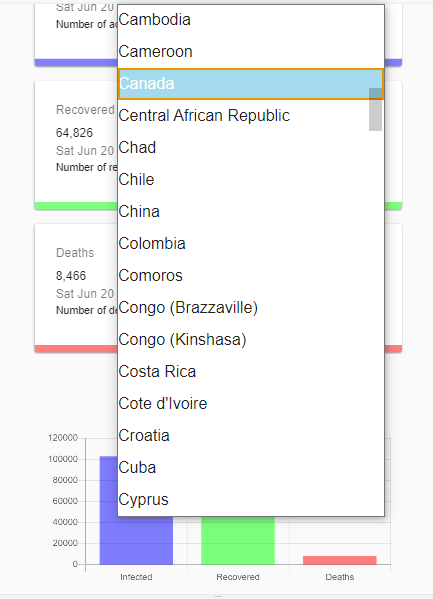 Sat Jun 20
Number of
Cambodia
Cameroon
Canada
Central African Republic
Chad
Chile
China
Colombia
Comoros
Congo (Brazzaville)
Congo (Kinshasa)
Costa Rica
Cote d'Ivoire
Croatia
Cuba
Cyprus
Recovered
64,826
Sat Jun 20
Number of
Deaths
8,466
Sat Jun 20
Number of
120000
100000
80000
60000
40000
20000
0
Infected
Recovered
Deaths